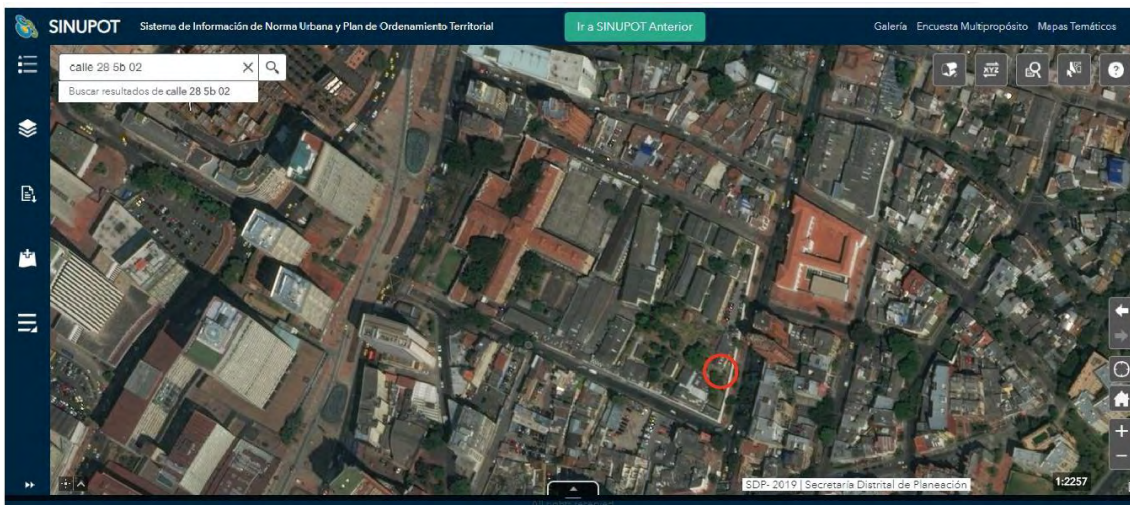 SINUPOT Sistema de Información de Norma Urbana y Plan de Ordenamiento Territorial Ir a SINUPOT Anterior Galería Encuesta Multipropósito Mapas Temáticos
calle 28 5b 02
XYZ ?
Buscar resultados de calle 28 5b 02
SDP- 2019 | Secretaría Distrital de Planeación 1:2257